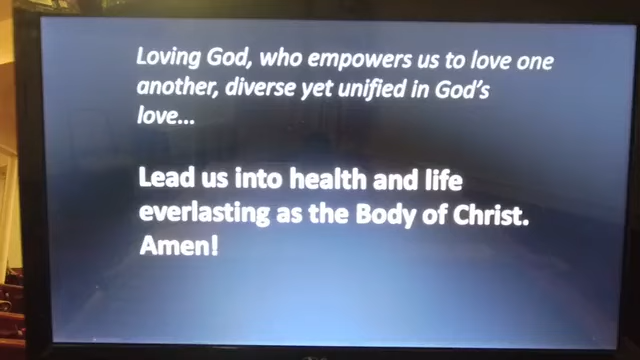 Loving God, who empowers us to love one
another, diverse yet unified in God's
love...
Lead us into health and life
everlasting as the Body of Christ.
Amen!